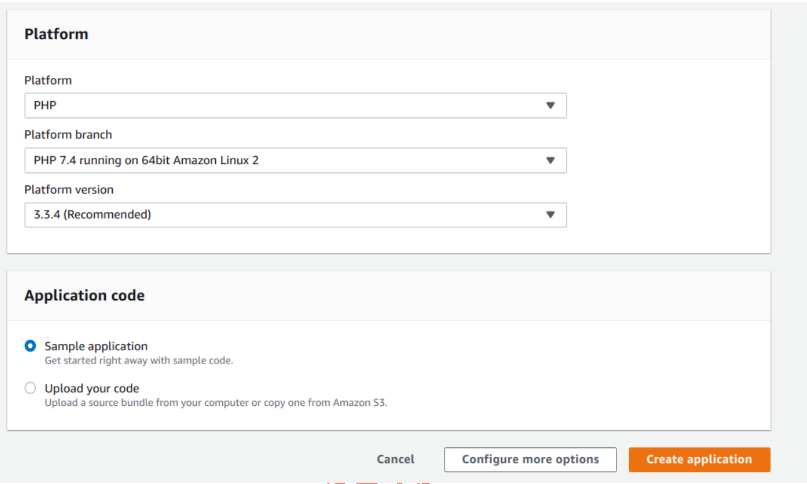 Platform
Platform
PHP
Platform branch
PHP 7.4 running on 64bit Amazon Linux 2
Platform version
3.3.4 (Recommended)
Application code
Sample application
Get started right away with sample code.
Upload your code
Upload a source bundle from your computer or copy one from Amazon S3.
Cancel Configure more options Create application